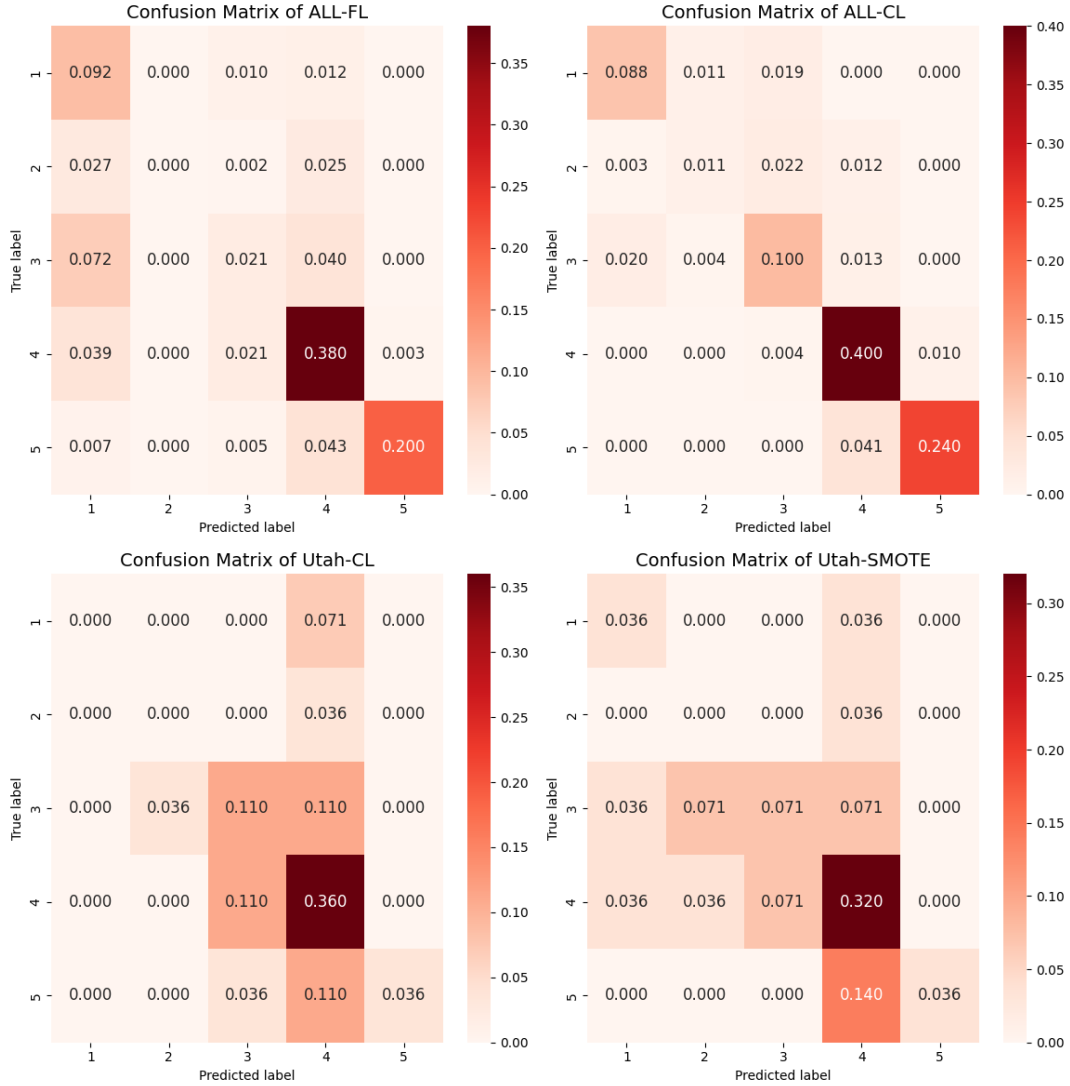 Confusion Matrix of ALL-FL
1 0.092 0.000 0.010 0.012 0.000
2 0.027 0.000 0.002 0.025 0.000
3 0.072 0.000 0.021 0.040 0.000
4 0.039 0.000 0.021 0.380 0.003
5 0.007 0.000 0.005 0.043 0.200
1 2 3 4 5
True label
Predicted label
0.35
0.30
0.25
0.20
0.15
0.10
0.05
0.00
Confusion Matrix of ALL-CL
1 0.088 0.011 0.019 0.000 0.000
2 0.003 0.011 0.022 0.012 0.000
3 0.020 0.004 0.100 0.013 0.000
4 0.000 0.000 0.004 0.400 0.010
5 0.000 0.000 0.000 0.041 0.240
1 2 3 4 5
True label
Predicted label
0.40
0.35
0.30
0.25
0.20
0.15
0.10
0.05
0.00
Confusion Matrix of Utah-CL
1 0.000 0.000 0.000 0.071 0.000
2 0.000 0.000 0.000 0.036 0.000
3 0.000 0.036 0.110 0.110 0.000
4 0.000 0.000 0.110 0.360 0.000
5 0.000 0.000 0.036 0.110 0.036
1 2 3 4 5
True label
Predicted label
0.35
0.30
0.25
0.20
0.15
0.10
0.05
0.00
Confusion Matrix of Utah-SMOTE
1 0.036 0.000 0.000 0.036 0.000
2 0.000 0.000 0.000 0.036 0.000
3 0.036 0.071 0.071 0.071 0.000
4 0.036 0.036 0.071 0.320 0.000
5 0.000 0.000 0.000 0.140 0.036
1 2 3 4 5
True label
Predicted label
0.30
0.25
0.20
0.15
0.10
0.05
0.00